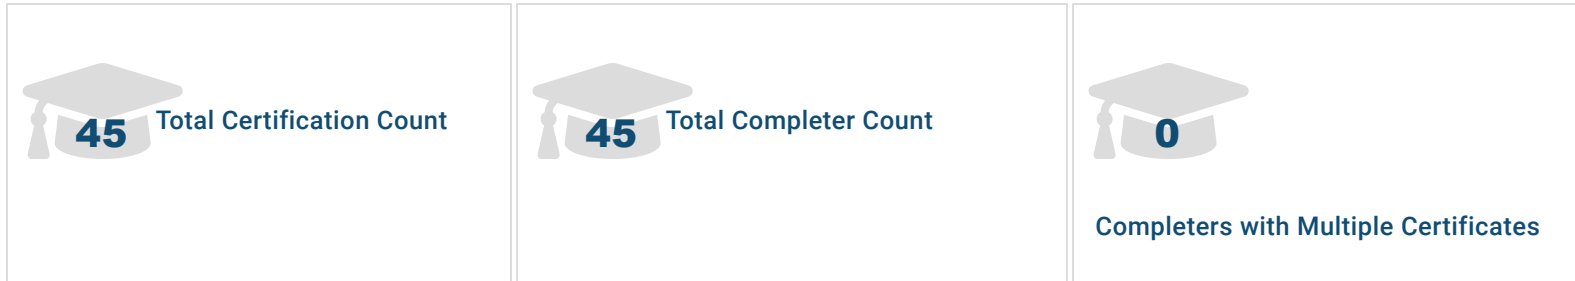 45 Total Certification Count
45 Total Completer Count
0
Completers with Multiple Certificates